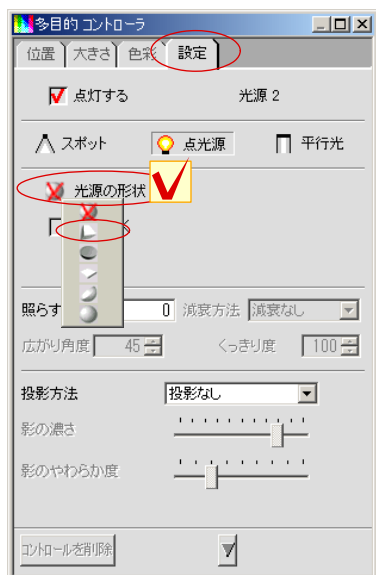 多目的 コントローラ
位置 大きさ 色彩 設定
点灯する 光源 2
スポット 点光源 平行光
光源の形状
照らす 0 減衰方法 減衰なし
広がり角度 45 くっきり度 100
投影方法 投影なし
影の濃さ
影のやわらか度
コントロールを削除